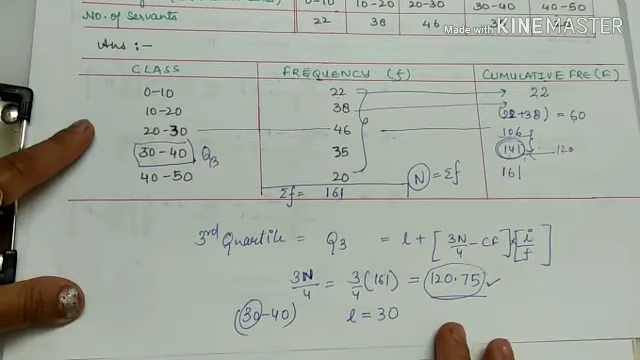 0-10 10-20 20-30 30-40 40-50
No. of Servants 22 38 46
Made with KINEMASTER
Ans :-
CLASS FREQUENCY (f) CUMULATIVE FRE(F)
0-10 22 22
10-20 38 (22+38) = 60
20-30 46 106
30-40 Q3 35 141 120
40-50 20 161
Σf = 161 N = Σf
3rd Quartile = Q3 = l + [ 3N/4 - CF ] [ i/f ]
3N/4 = 3/4 (161) = 120.75 ✓
(30-40) l = 30